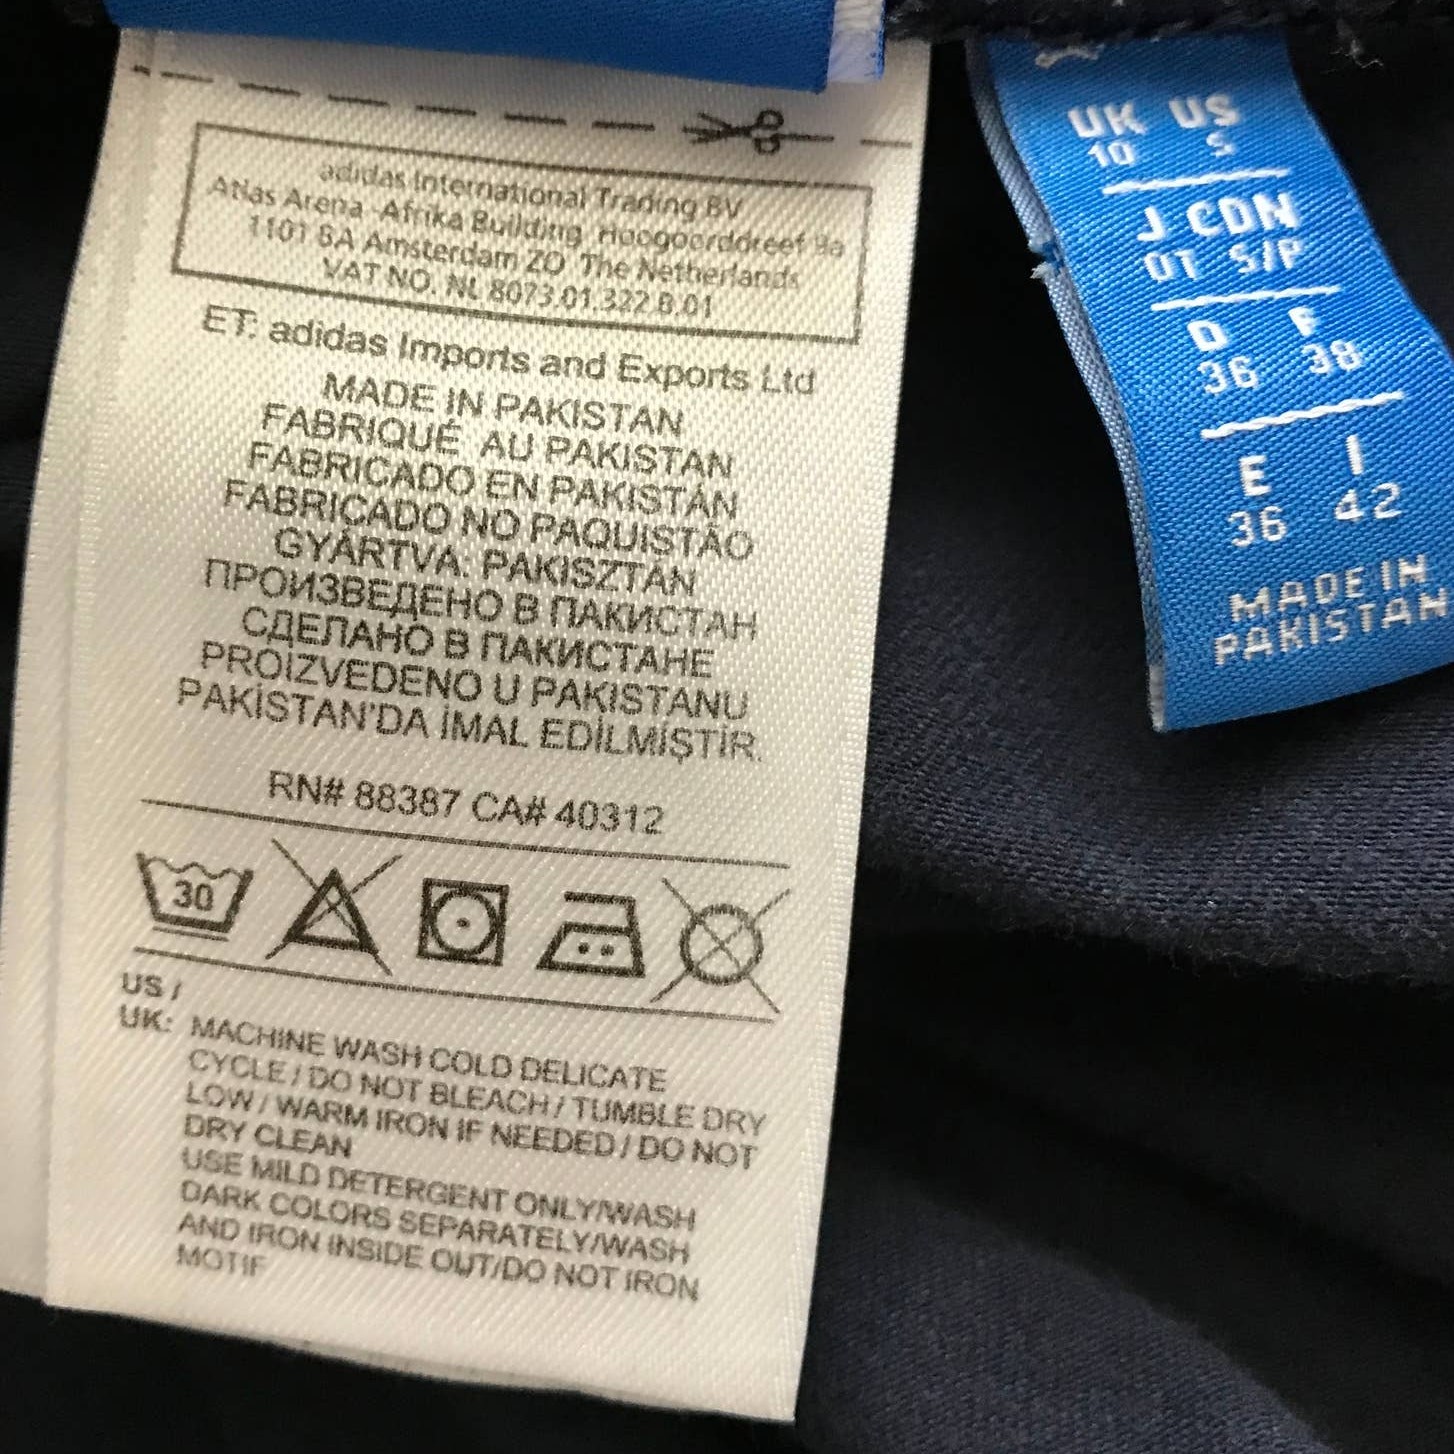 adidas International Trading BV
Atlas Arena -Afrika Building Hoogoorddreef 9a
1101 BA Amsterdam ZO The Netherlands
VAT NO. NL 8073.01.322.B.01
ET: adidas Imports and Exports Ltd
MADE IN PAKISTAN
FABRIQUÉ AU PAKISTAN
FABRICADO EN PAKISTÁN
FABRICADO NO PAQUISTÃO
GYÁRTVA: PAKISZTÁN
ПРОИЗВЕДЕНО В ПАКИСТАН
СДЕЛАНО В ПАКИСТАНЕ
PROIZVEDENO U PAKISTANU
PAKİSTAN'DA İMAL EDİLMİŞTİR.
RN# 88387 CA# 40312
30
US /
UK: MACHINE WASH COLD DELICATE
CYCLE / DO NOT BLEACH / TUMBLE DRY
LOW / WARM IRON IF NEEDED / DO NOT
DRY CLEAN
USE MILD DETERGENT ONLY/WASH
DARK COLORS SEPARATELY/WASH
AND IRON INSIDE OUT/DO NOT IRON
MOTIF
UK US
10 S
J CDN
OT S/P
D F
36 38
E I
36 42
MADE IN
PAKISTAN